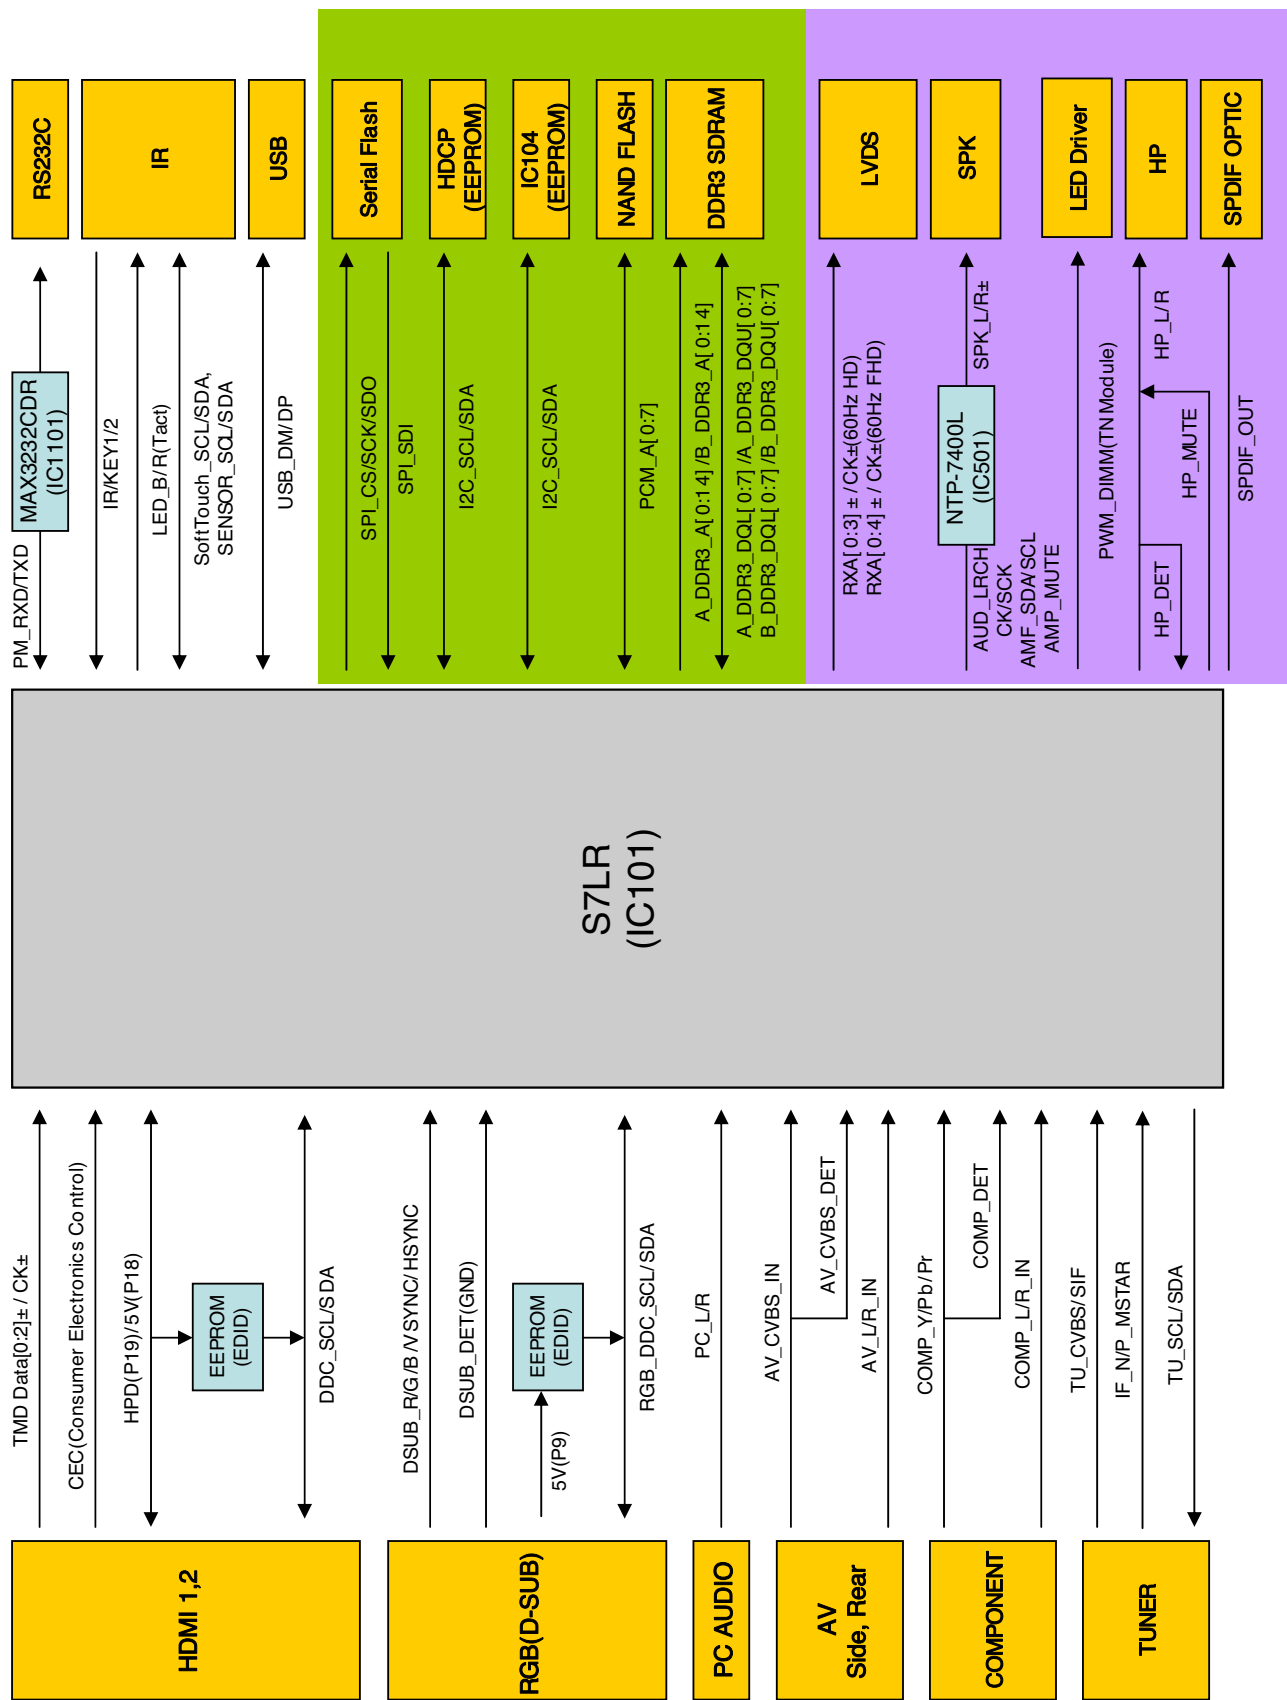 HDMI 1,2
TMD Data[0:2]± / CK±
CEC(Consumer Electronics Control)
HPD(P19)/5V(P18)
EEPROM
(EDID)
DDC_SCL/SDA
RGB(D-SUB)
DSUB_R/G/B/VSYNC/HSYNC
DSUB_DET(GND)
5V(P9)
EEPROM
(EDID)
RGB_DDC_SCL/SDA
PC AUDIO
PC_L/R
AV
Side, Rear
AV_CVBS_IN
AV_CVBS_DET
AV_L/R_IN
COMPONENT
COMP_Y/Pb/Pr
COMP_DET
COMP_L/R_IN
TUNER
TU_CVBS/SIF
IF_N/P_MSTAR
TU_SCL/SDA
S7LR
(IC101)
PM_RXD/TXD
MAX3232CDR
(IC1101)
RS232C
IR/KEY1/2
LED_B/R(Tact)
SoftTouch_SCL/SDA,
SENSOR_SCL/SDA
IR
USB_DM/DP
USB
SPI_CS/SCK/SDO
SPI_SDI
Serial Flash
I2C_SCL/SDA
HDCP
(EEPROM)
I2C_SCL/SDA
IC104
(EEPROM)
PCM_A[0:7]
NAND FLASH
A_DDR3_A[0:14]/B_DDR3_A[0:14]
A_DDR3_DQL[0:7]/A_DDR3_DQU[0:7]
B_DDR3_DQL[0:7]/B_DDR3_DQU[0:7]
DDR3 SDRAM
RXA[0:3]±/CK±(60Hz HD)
RXA[0:4]±/CK±(60Hz FHD)
LVDS
AUD_LRCH
CK/SCK
AMF_SDA/SCL
AMP_MUTE
NTP-7400L
(IC501)
SPK_L/R±
SPK
PWM_DIMM(TN Module)
LED Driver
HP_DET
HP_MUTE
HP_L/R
HP
SPDIF_OUT
SPDIF OPTIC